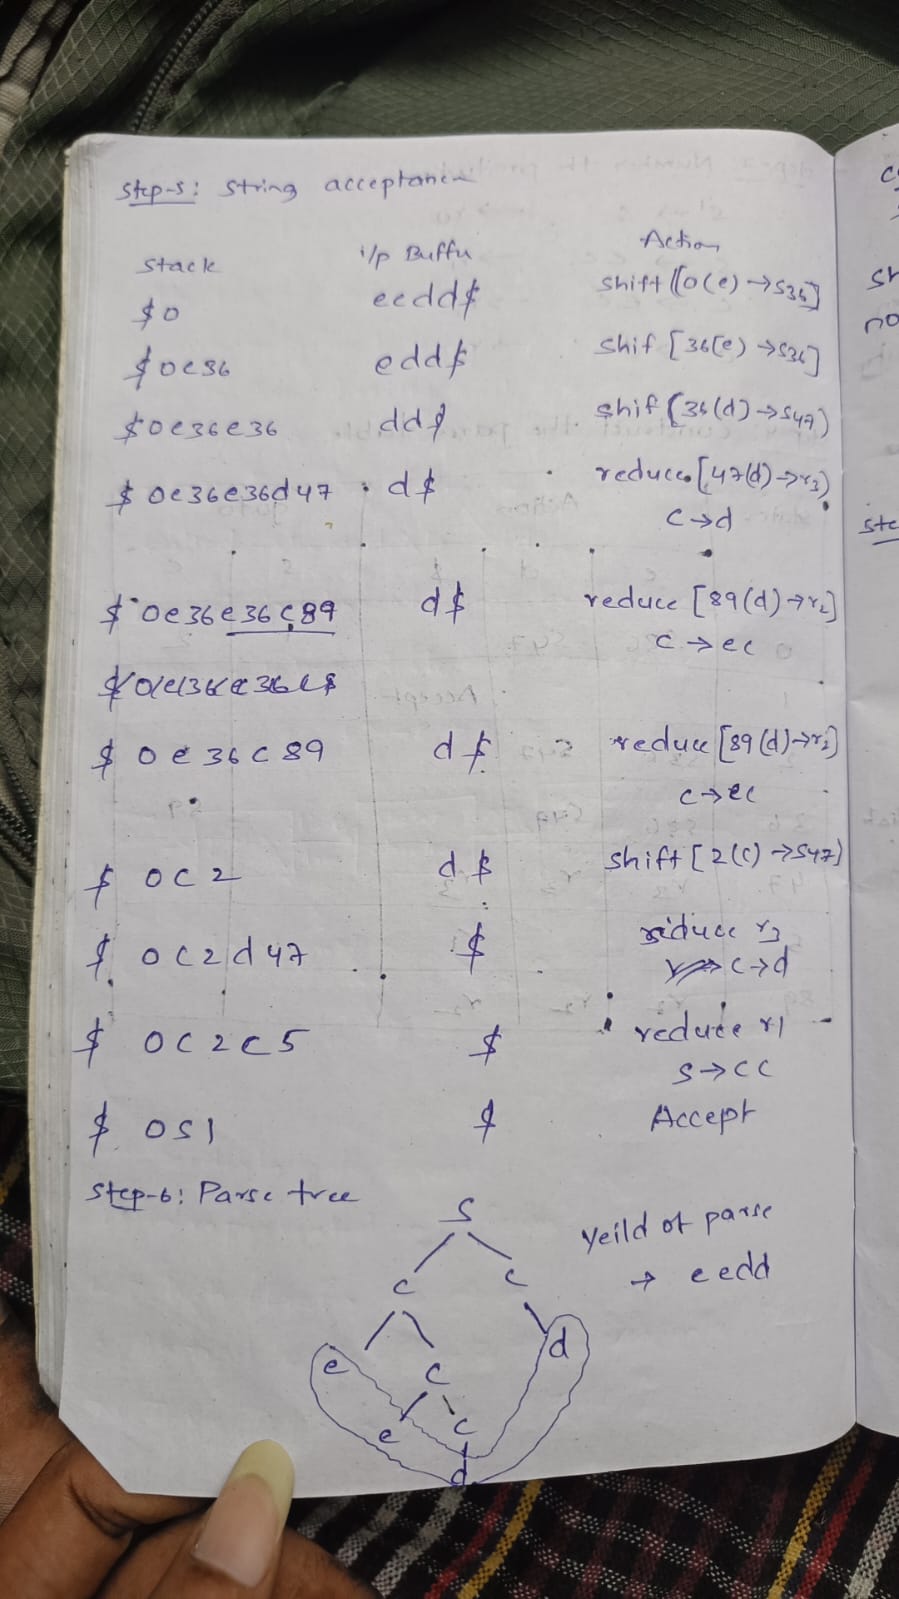 Step-5: String acceptance
Stack i/p Buffer Action
$0 eedd$ shift [0(e)→S36]
$0e36 edd$ shif [36(e)→S36]
$0e36e36 dd$ shif [36(d)→S47)
$0e36e36d47 d$ reduce [47(d)→r3)
C→d
$0e36e36C89 d$ reduce [89(d)→r2]
C→eC
$0e36C89 d$ reduce [89(d)→r2]
C→eC
$0C2 d$ shift [2(C)→S47)
$0C2d47 $ reduce r3
C→d
$0C2C5 $ reduce r1
S→CC
$0S1 $ Accept
Step-6: Parse tree
S
Yeild of parse
C C
→ eedd
e C d
e C
d